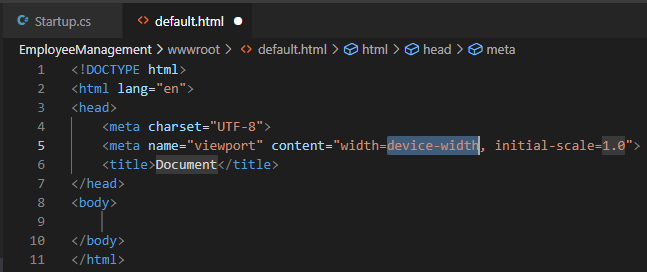 Startup.cs default.html
EmployeeManagement > wwwroot > default.html > html > head > meta
1 <!DOCTYPE html>
2 <html lang="en">
3 <head>
4 <meta charset="UTF-8">
5 <meta name="viewport" content="width=device-width, initial-scale=1.0">
6 <title>Document</title>
7 </head>
8 <body>
9
10 </body>
11 </html>